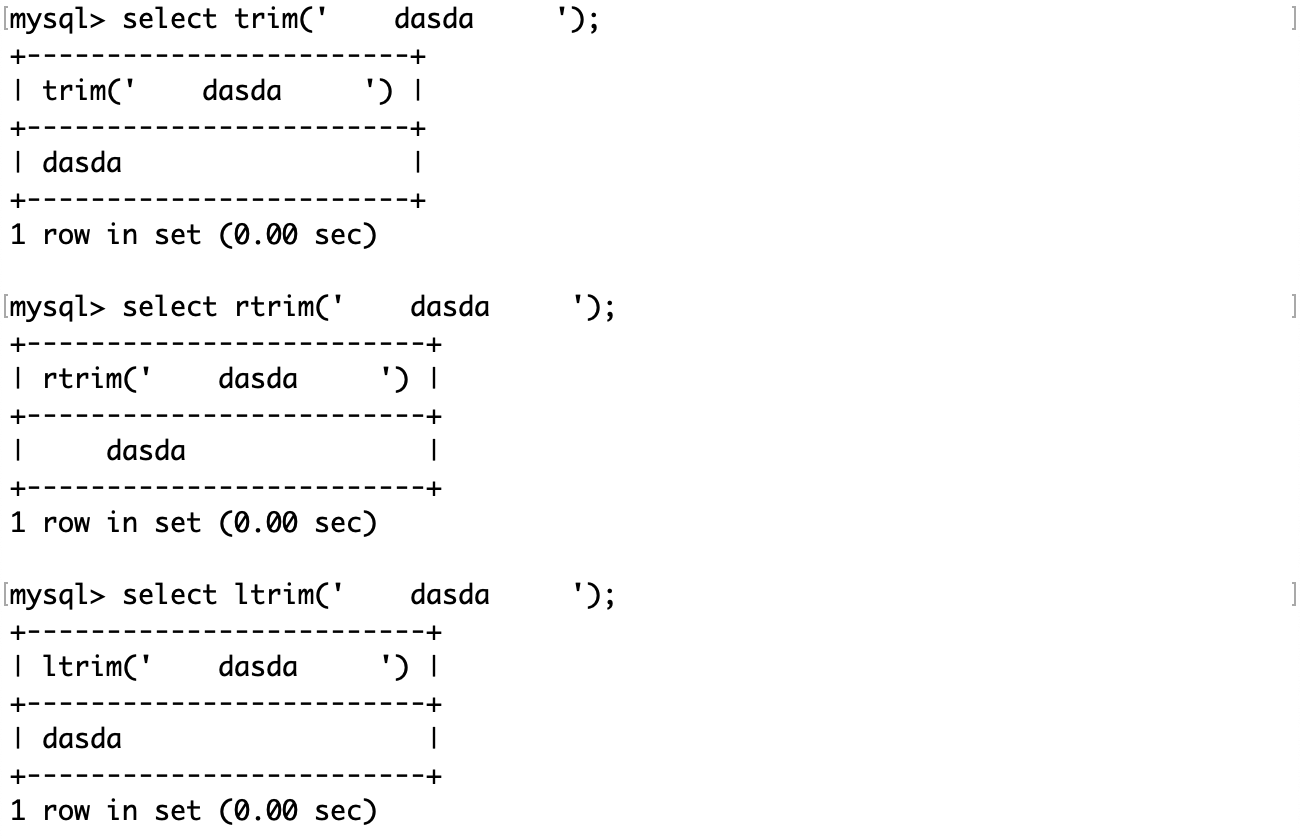 [mysql> select trim('    dasda     '); ]
+------------------------+
| trim('    dasda     ') |
+------------------------+
| dasda                  |
+------------------------+
1 row in set (0.00 sec)

[mysql> select rtrim('    dasda     '); ]
+-------------------------+
| rtrim('    dasda     ') |
+-------------------------+
|     dasda               |
+-------------------------+
1 row in set (0.00 sec)

[mysql> select ltrim('    dasda     '); ]
+-------------------------+
| ltrim('    dasda     ') |
+-------------------------+
| dasda                   |
+-------------------------+
1 row in set (0.00 sec)